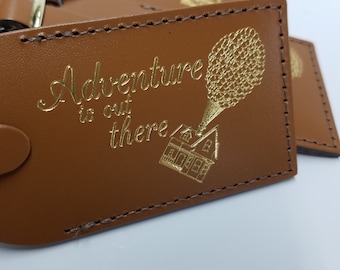 Adventure
is out
there